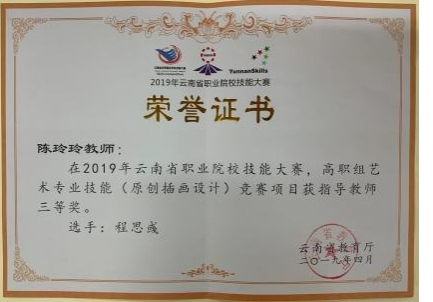 YunnanSkills
2019年云南省职业院校技能大赛
荣誉证书
陈玲玲教师：
在2019年云南省职业院校技能大赛，高职组艺
术专业技能（原创插画设计）竞赛项目获指导教师
三等奖。
选手：程思彧
云南省教育厅
二〇一九年四月